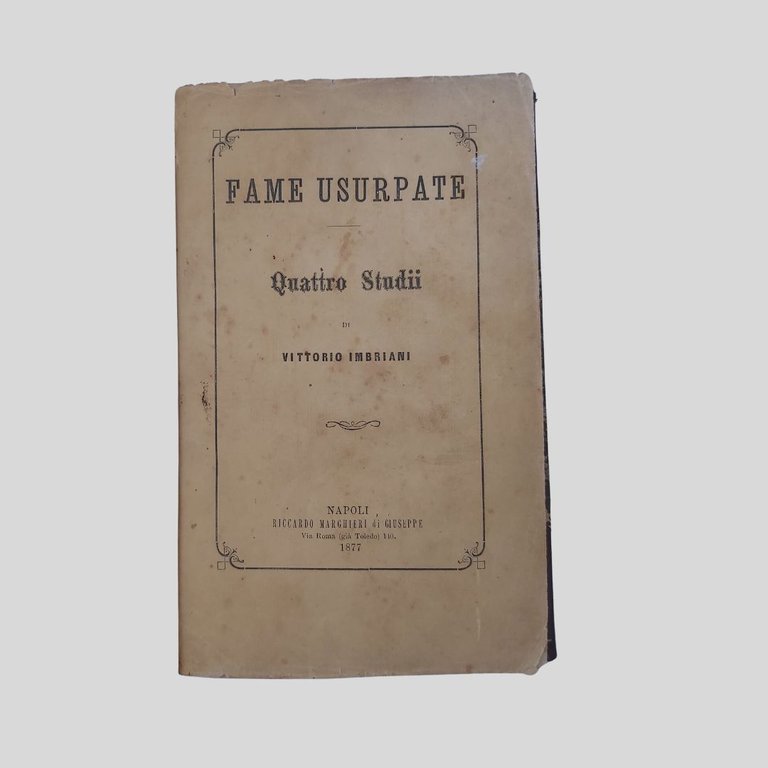 FAME USURPATE
Quattro Studii
DI
VITTORIO IMBRIANI
NAPOLI
RICCARDO MARGHIERI di GIUSEPPE
Via Roma (già Toledo) 140.
1877